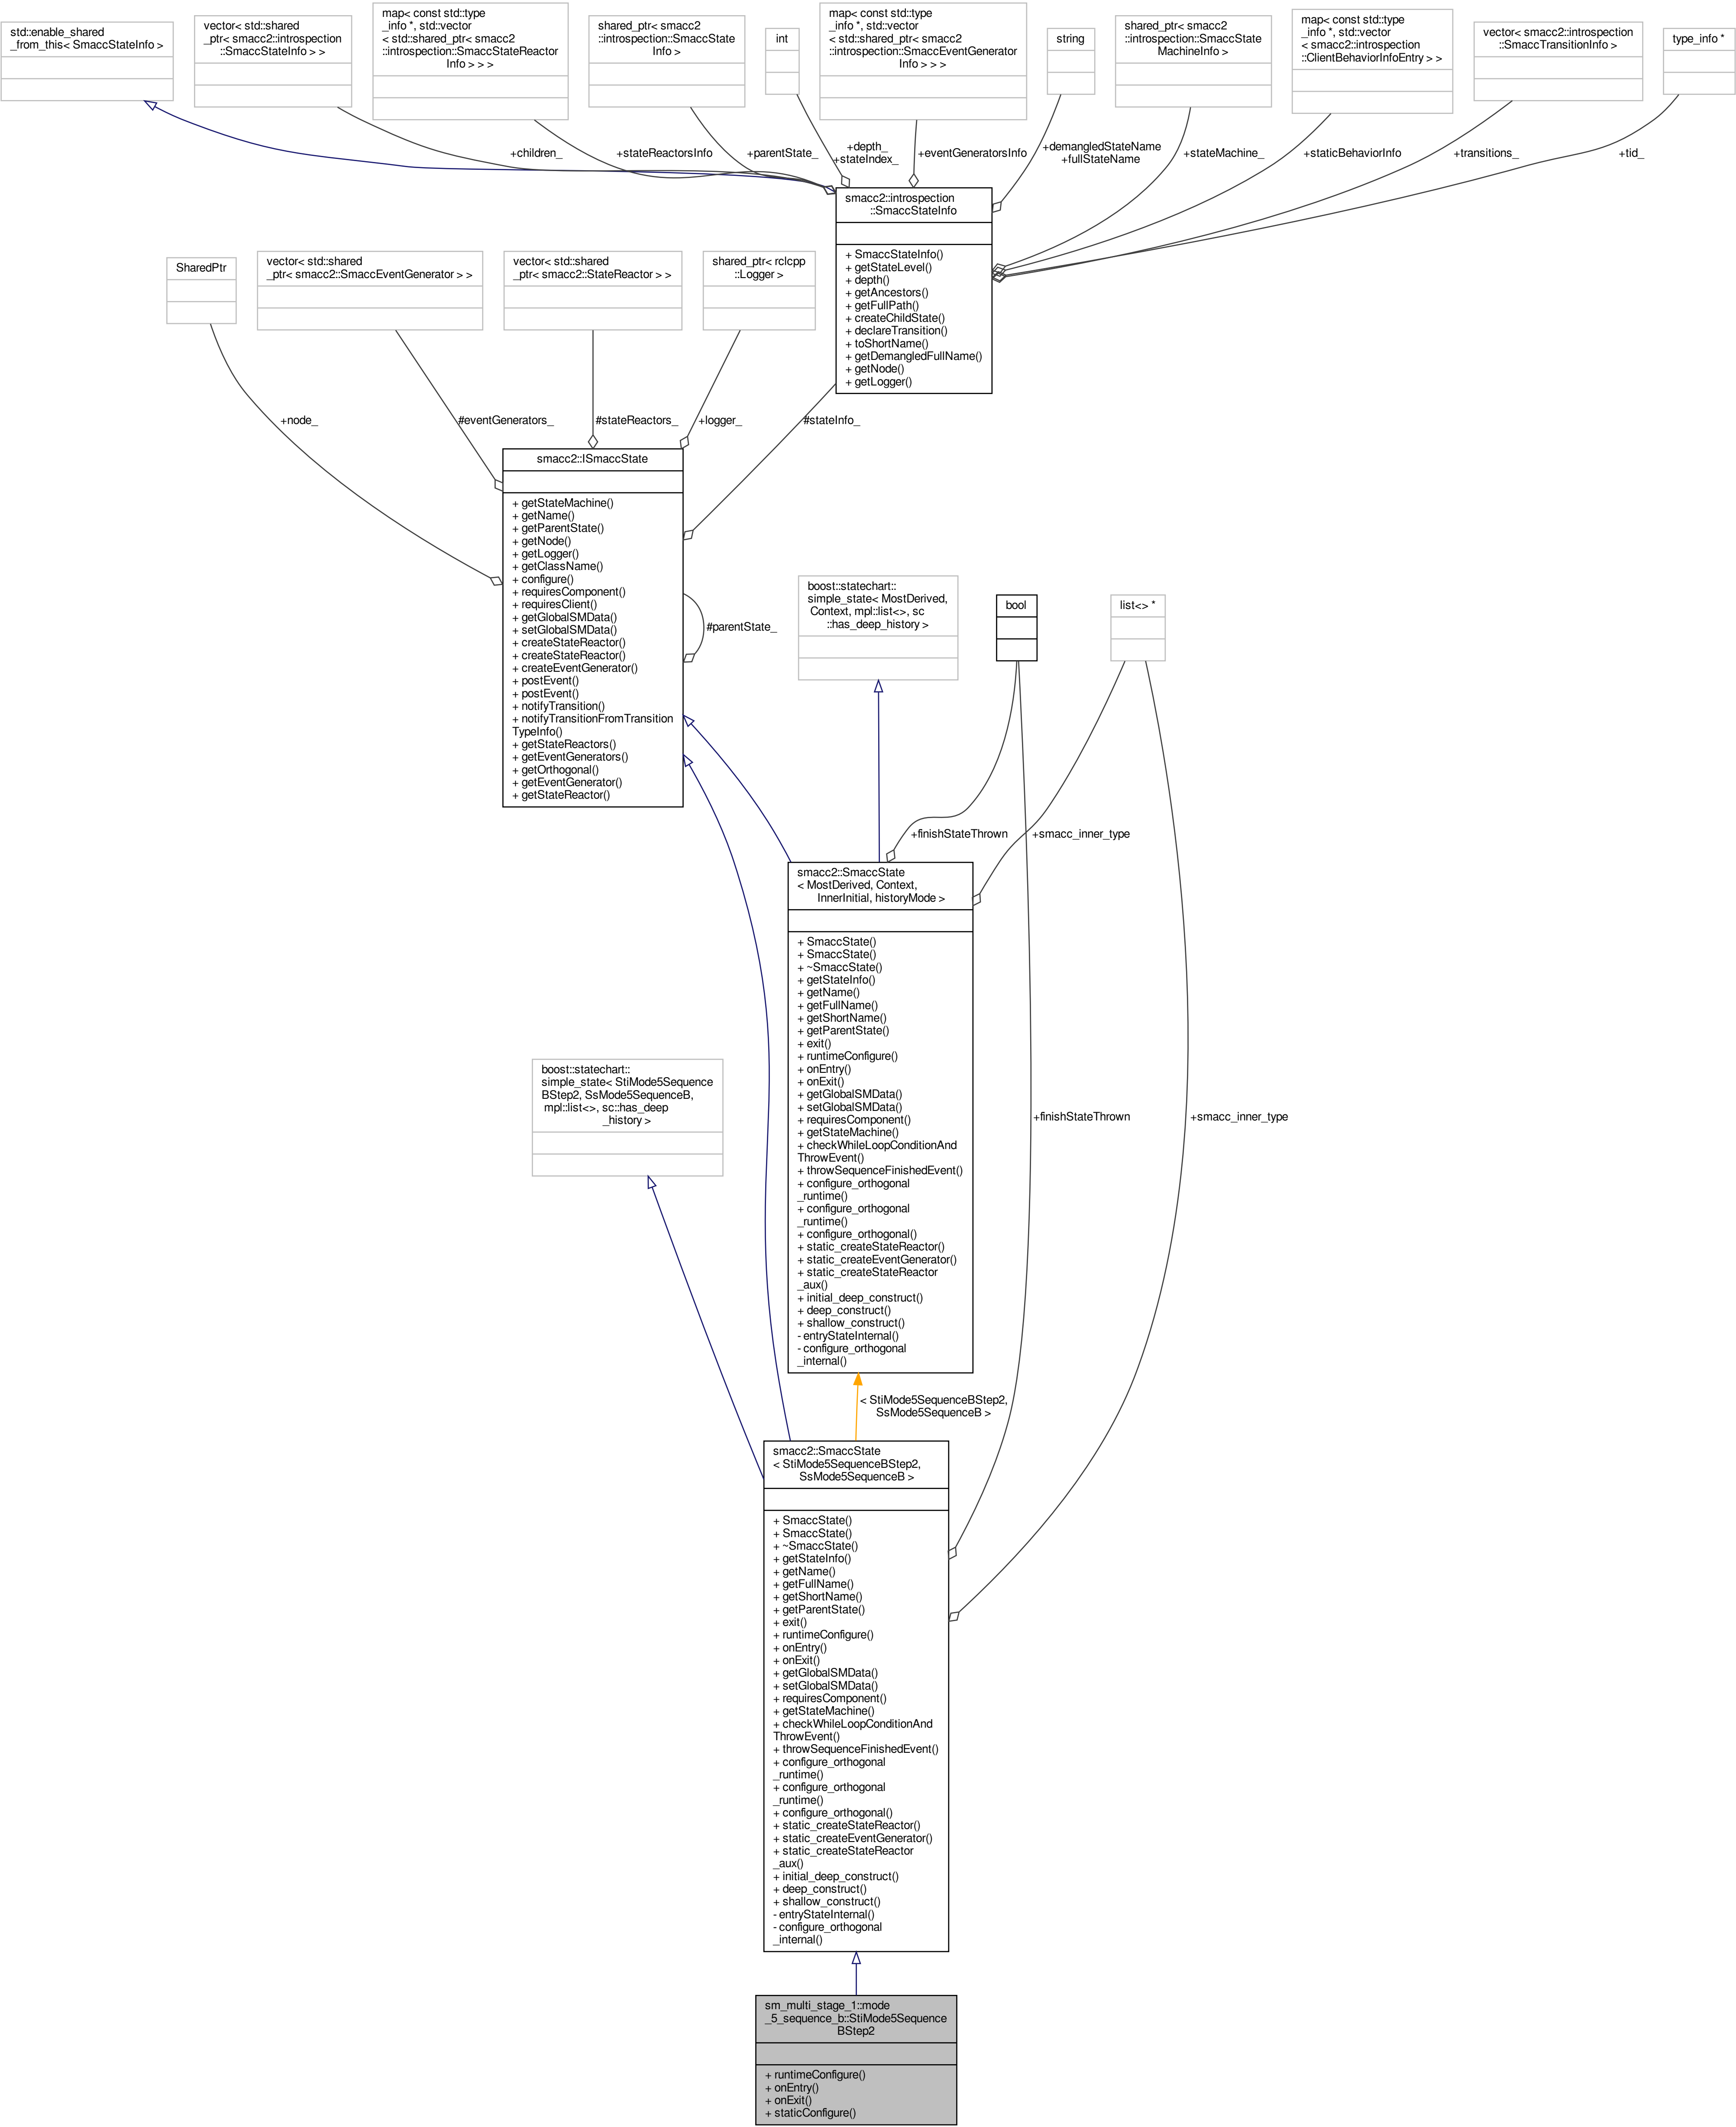 std::enable_shared
_from_this< SmaccStateInfo >
vector< std::shared
_ptr< smacc2::introspection
::SmaccStateInfo > >
map< const std::type
_info *, std::vector
< std::shared_ptr< smacc2
::introspection::SmaccStateReactor
Info > > >
shared_ptr< smacc2
::introspection::SmaccState
Info >
int
map< const std::type
_info *, std::vector
< std::shared_ptr< smacc2
::introspection::SmaccEventGenerator
Info > > >
string
shared_ptr< smacc2
::introspection::SmaccState
MachineInfo >
map< const std::type
_info *, std::vector
< smacc2::introspection
::ClientBehaviorInfoEntry > >
vector< smacc2::introspection
::SmaccTransitionInfo >
type_info *
+children_
+stateReactorsInfo
+parentState_
+depth_
+stateIndex_
+eventGeneratorsInfo
+demangledStateName
+fullStateName
+stateMachine_
+staticBehaviorInfo
+transitions_
+tid_
smacc2::introspection
::SmaccStateInfo
+ SmaccStateInfo()
+ getStateLevel()
+ depth()
+ getAncestors()
+ getFullPath()
+ createChildState()
+ declareTransition()
+ toShortName()
+ getDemangledFullName()
+ getNode()
+ getLogger()
SharedPtr
vector< std::shared
_ptr< smacc2::SmaccEventGenerator > >
vector< std::shared
_ptr< smacc2::StateReactor > >
shared_ptr< rclcpp
::Logger >
+node_
#eventGenerators_
#stateReactors_
+logger_
#stateInfo_
smacc2::ISmaccState
+ getStateMachine()
+ getName()
+ getParentState()
+ getNode()
+ getLogger()
+ getClassName()
+ configure()
+ requiresComponent()
+ requiresClient()
+ getGlobalSMData()
+ setGlobalSMData()
+ createStateReactor()
+ createStateReactor()
+ createEventGenerator()
+ postEvent()
+ postEvent()
+ notifyTransition()
+ notifyTransitionFromTransition
TypeInfo()
+ getStateReactors()
+ getEventGenerators()
+ getOrthogonal()
+ getEventGenerator()
+ getStateReactor()
#parentState_
boost::statechart::
simple_state< MostDerived,
Context, mpl::list<>, sc
::has_deep_history >
bool
list<> *
+finishStateThrown
+smacc_inner_type
smacc2::SmaccState
< MostDerived, Context,
InnerInitial, historyMode >
+ SmaccState()
+ SmaccState()
+ ~SmaccState()
+ getStateInfo()
+ getName()
+ getFullName()
+ getShortName()
+ getParentState()
+ exit()
+ runtimeConfigure()
+ onEntry()
+ onExit()
+ getGlobalSMData()
+ setGlobalSMData()
+ requiresComponent()
+ getStateMachine()
+ checkWhileLoopConditionAnd
ThrowEvent()
+ throwSequenceFinishedEvent()
+ configure_orthogonal
_runtime()
+ configure_orthogonal
_runtime()
+ configure_orthogonal()
+ static_createStateReactor()
+ static_createEventGenerator()
+ static_createStateReactor
_aux()
+ initial_deep_construct()
+ deep_construct()
+ shallow_construct()
- entryStateInternal()
- configure_orthogonal
_internal()
boost::statechart::
simple_state< StiMode5Sequence
BStep2, SsMode5SequenceB,
mpl::list<>, sc::has_deep
_history >
+finishStateThrown
+smacc_inner_type
< StiMode5SequenceBStep2,
SsMode5SequenceB >
smacc2::SmaccState
< StiMode5SequenceBStep2,
SsMode5SequenceB >
+ SmaccState()
+ SmaccState()
+ ~SmaccState()
+ getStateInfo()
+ getName()
+ getFullName()
+ getShortName()
+ getParentState()
+ exit()
+ runtimeConfigure()
+ onEntry()
+ onExit()
+ getGlobalSMData()
+ setGlobalSMData()
+ requiresComponent()
+ getStateMachine()
+ checkWhileLoopConditionAnd
ThrowEvent()
+ throwSequenceFinishedEvent()
+ configure_orthogonal
_runtime()
+ configure_orthogonal
_runtime()
+ configure_orthogonal()
+ static_createStateReactor()
+ static_createEventGenerator()
+ static_createStateReactor
_aux()
+ initial_deep_construct()
+ deep_construct()
+ shallow_construct()
- entryStateInternal()
- configure_orthogonal
_internal()
sm_multi_stage_1::mode
_5_sequence_b::StiMode5Sequence
BStep2
+ runtimeConfigure()
+ onEntry()
+ onExit()
+ staticConfigure()